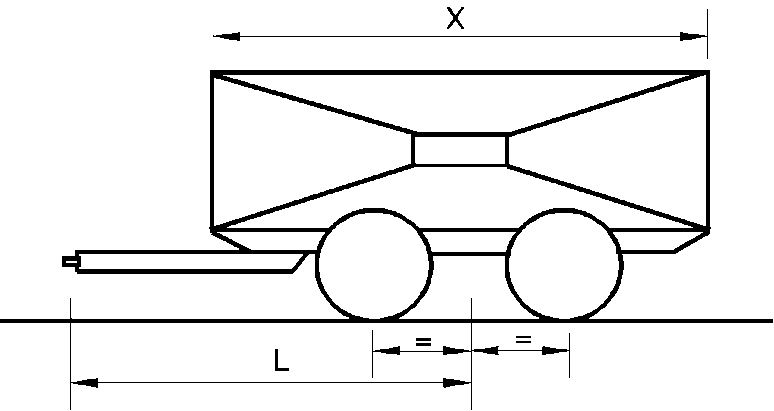 X
= =
L